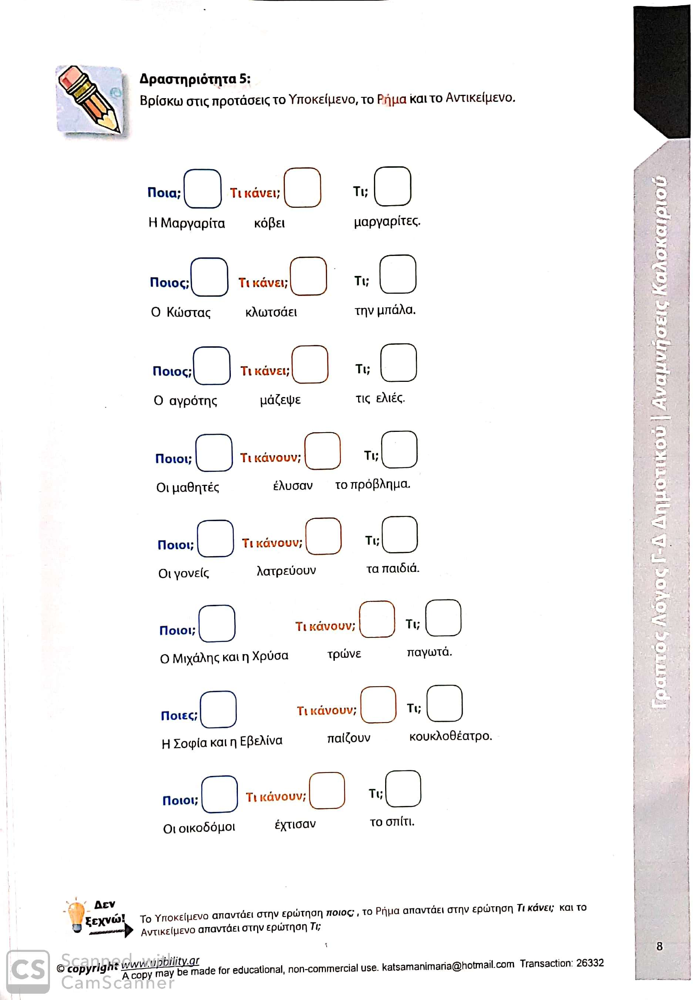 Δραστηριότητα 5:
Βρίσκω στις προτάσεις το Υποκείμενο, το Ρήμα και το Αντικείμενο.
Ποια; Τι κάνει; Τι;
Η Μαργαρίτα κόβει μαργαρίτες.
Ποιος; Τι κάνει; Τι;
Ο Κώστας κλωτσάει την μπάλα.
Ποιος; Τι κάνει; Τι;
Ο αγρότης μάζεψε τις ελιές.
Ποιοι; Τι κάνουν; Τι;
Οι μαθητές έλυσαν το πρόβλημα.
Ποιοι; Τι κάνουν; Τι;
Οι γονείς λατρεύουν τα παιδιά.
Ποιοι; Τι κάνουν; Τι;
Ο Μιχάλης και η Χρύσα τρώνε παγωτά.
Ποιες; Τι κάνουν; Τι;
Η Σοφία και η Εβελίνα παίζουν κουκλοθέατρο.
Ποιοι; Τι κάνουν; Τι;
Οι οικοδόμοι έχτισαν το σπίτι.
Δεν
ξεχνώ!
Το Υποκείμενο απαντάει στην ερώτηση ποιος; , το Ρήμα απαντάει στην ερώτηση Τι κάνει; και το
Αντικείμενο απαντάει στην ερώτηση Τι;
Γραπτός Λόγος Γ-Δ Δημοτικού | Αναμνήσεις Καλοκαιριού
8
© copyright www.upbility.gr
A copy may be made for educational, non-commercial use. katsamanimaria@hotmail.com Transaction: 26332
CS
Scanned with
CamScanner